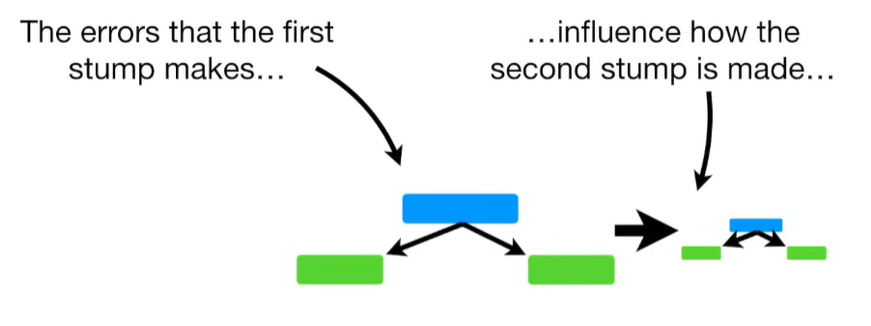 The errors that the first
stump makes…
…influence how the
second stump is made…